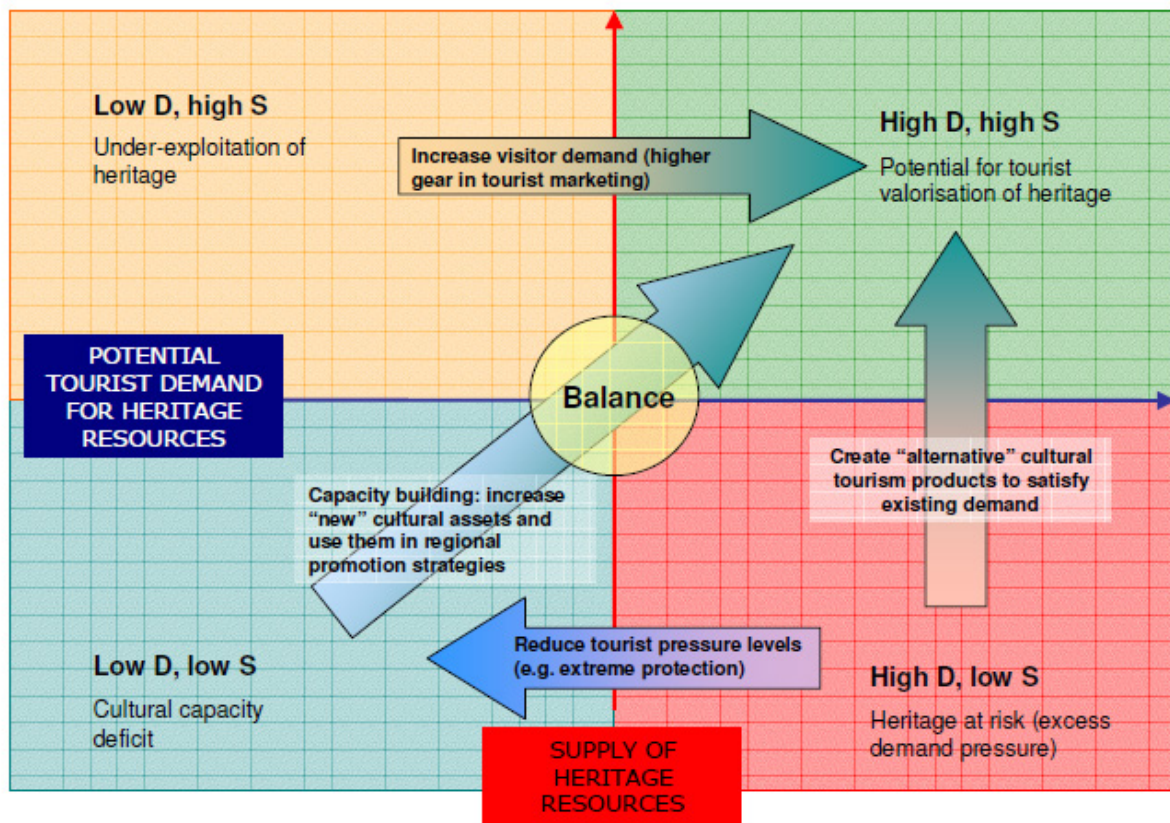 Low D, high S
Under-exploitation of
heritage
Increase visitor demand (higher
gear in tourist marketing)
High D, high S
Potential for tourist
valorisation of heritage
POTENTIAL
TOURIST DEMAND
FOR HERITAGE
RESOURCES
Balance
Capacity building: increase
“new” cultural assets and
use them in regional
promotion strategies
Create “alternative” cultural
tourism products to satisfy
existing demand
Low D, low S
Cultural capacity
deficit
Reduce tourist pressure levels
(e.g. extreme protection)
High D, low S
Heritage at risk (excess
demand pressure)
SUPPLY OF
HERITAGE
RESOURCES